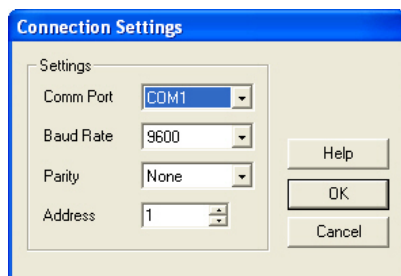 Connection Settings
Settings
Comm Port COM1
Baud Rate 9600
Parity None
Address 1
Help
OK
Cancel